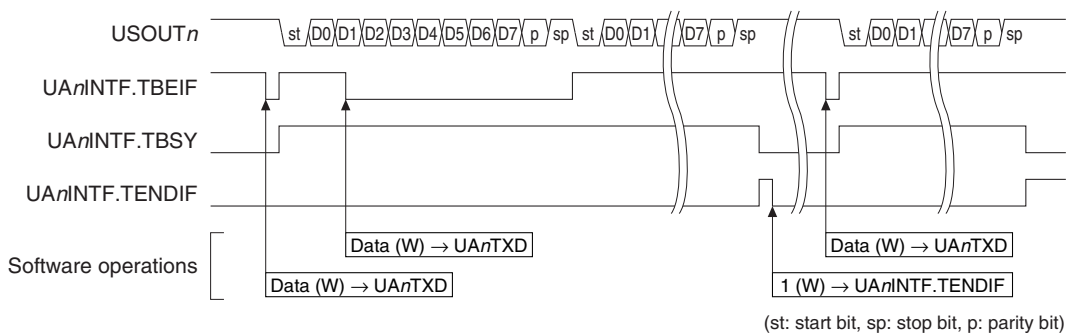 USOUTn
st D0 D1 D2 D3 D4 D5 D6 D7 p sp st D0 D1 D7 p sp st D0 D1 D7 p sp
UAnINTF.TBEIF
UAnINTF.TBSY
UAnINTF.TENDIF
Software operations
Data (W) → UAnTXD
Data (W) → UAnTXD
Data (W) → UAnTXD
1 (W) → UAnINTF.TENDIF
(st: start bit, sp: stop bit, p: parity bit)